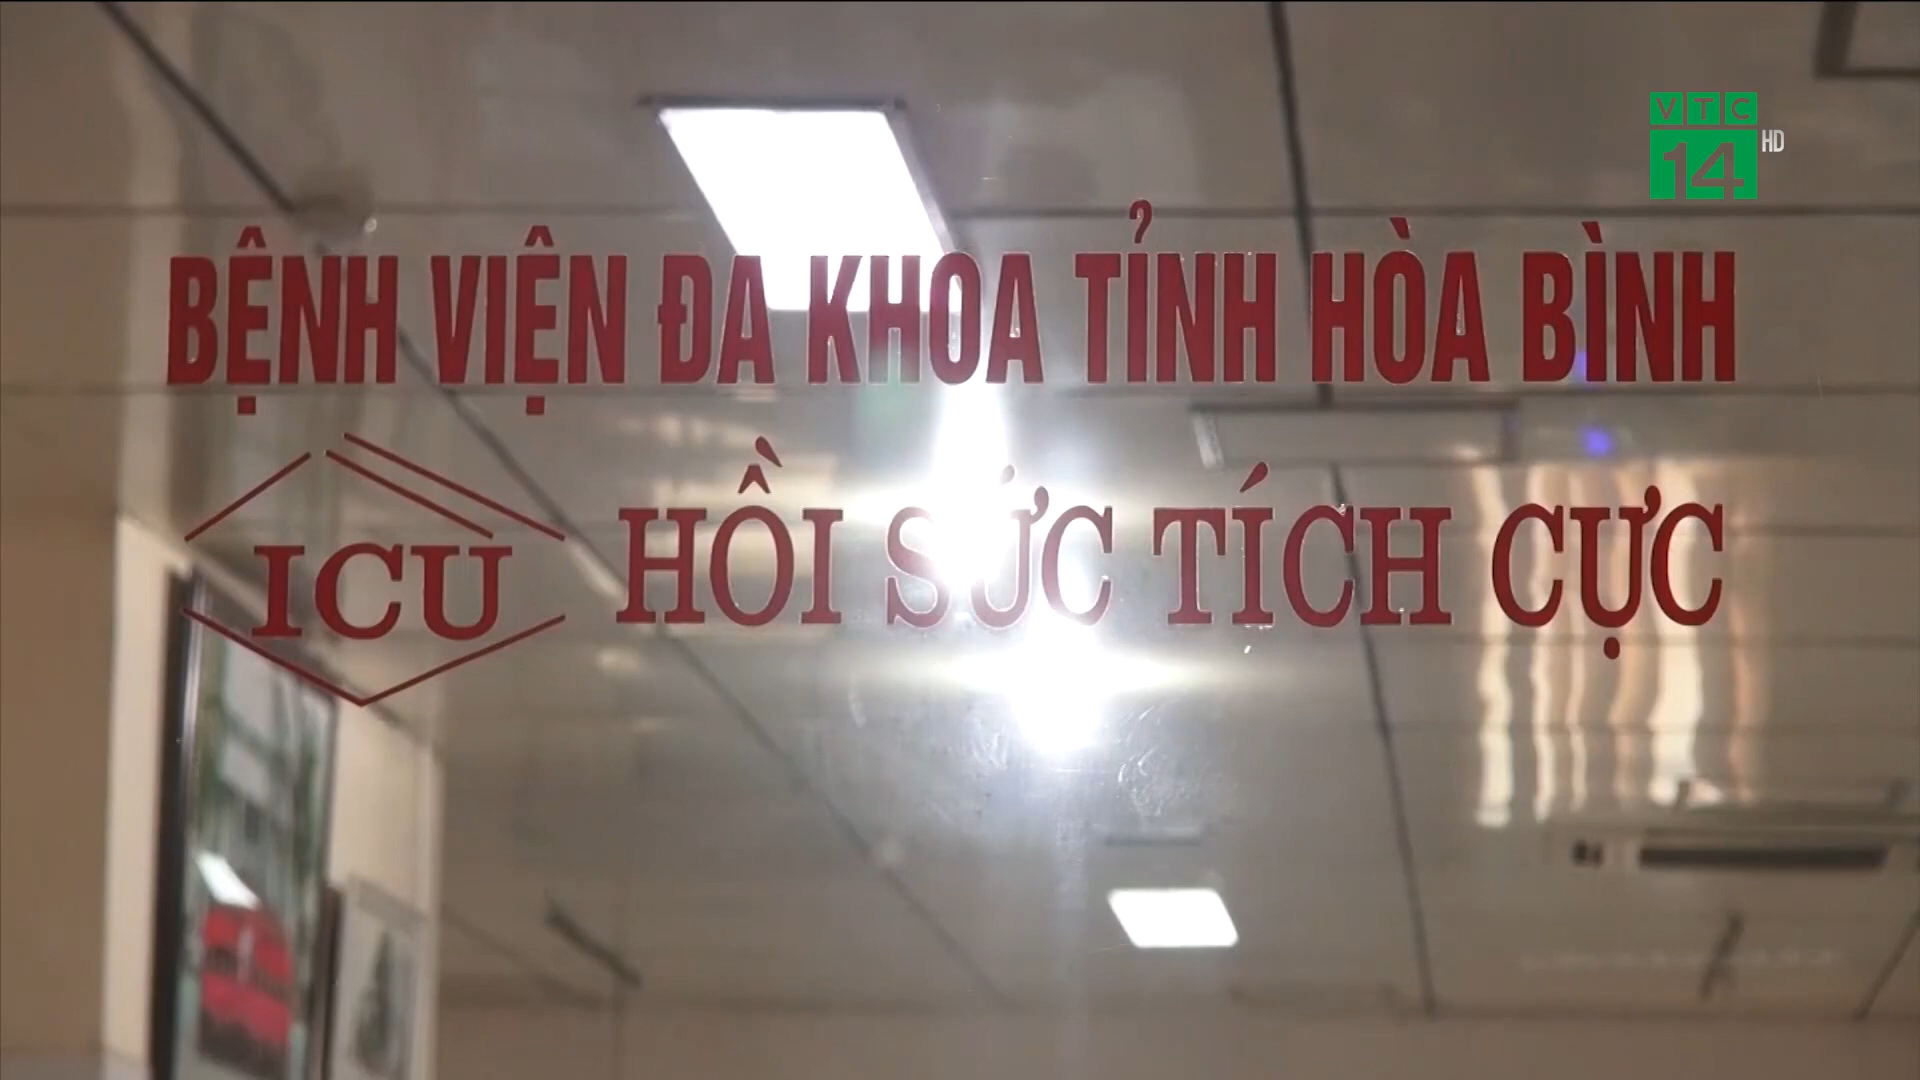 VTC
14 HD
BỆNH VIỆN ĐA KHOA TỈNH HÒA BÌNH
ICU HỒI SỨC TÍCH CỰC